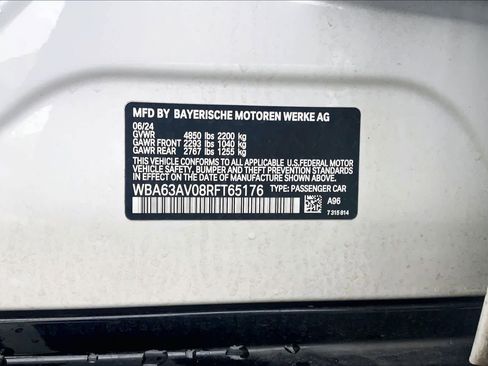 MFD BY BAYERISCHE MOTOREN WERKE AG
06/24
GVWR 4850 lbs 2200 kg
GAWR FRONT 2293 lbs 1040 kg
GAWR REAR 2767 lbs 1255 kg
THIS VEHICLE CONFORMS TO ALL APPLICABLE U.S.FEDERAL MOTOR
VEHICLE SAFETY, BUMPER AND THEFT PREVENTION STANDARDS
IN EFFECT ON THE DATE OF MANUFACTURE SHOWN ABOVE.
WBA63AV08RFT65176 TYPE: PASSENGER CAR
A96
7 315 614